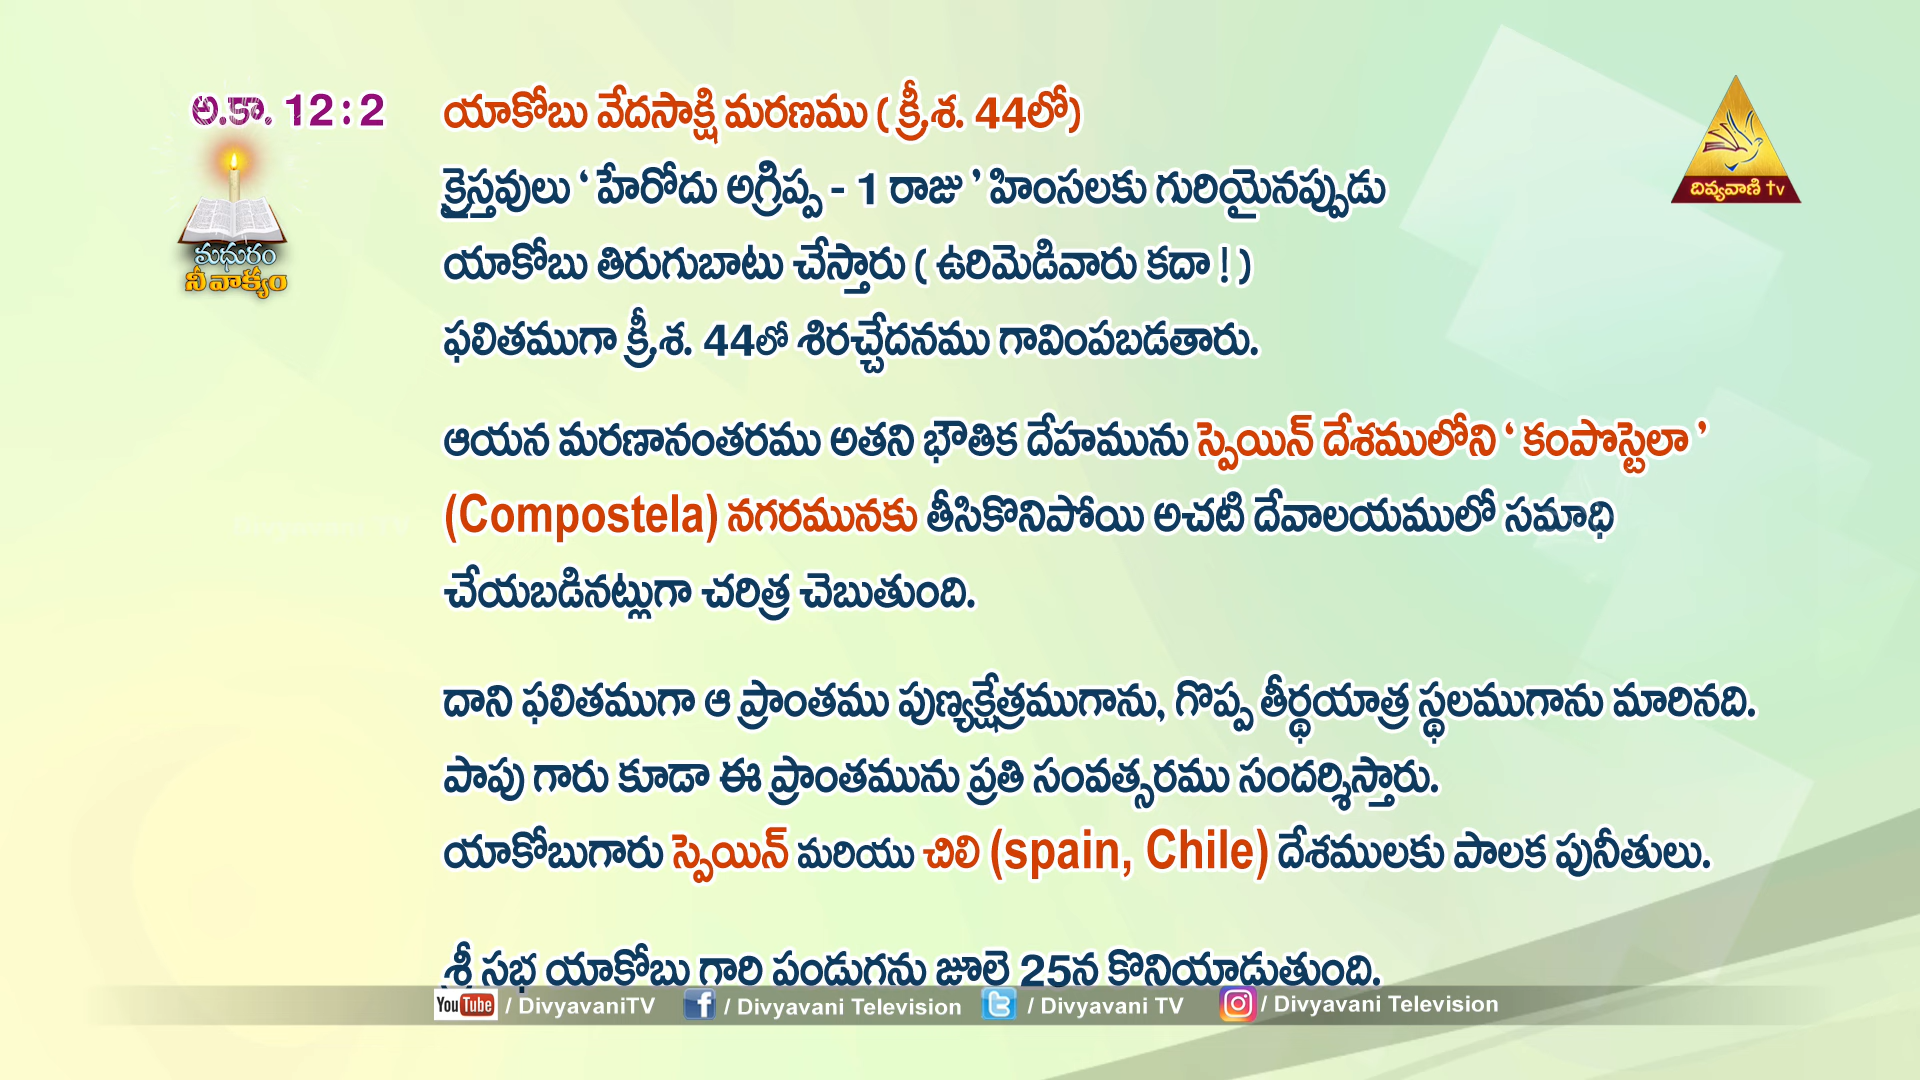 అ.కా. 12 : 2
యాకోబు వేదసాక్షి మరణము ( క్రీ.శ. 44లో)
దివ్యవాణి tv
క్రైస్తవులు ‘ హేరోదు అగ్రిప్ప - 1 రాజు ’ హింసలకు గురియైనప్పుడు
మధురం
నీ వాక్యం
యాకోబు తిరుగుబాటు చేస్తారు ( ఉరిమెడివారు కదా ! )
ఫలితముగా క్రీ.శ. 44లో శిరచ్చేదనము గావింపబడతారు.
ఆయన మరణానంతరము అతని భౌతిక దేహమును స్పెయిన్ దేశములోని ‘ కంపొస్టెలా ’
(Compostela) నగరమునకు తీసికొనిపోయి అచటి దేవాలయములో సమాధి
చేయబడినట్లుగా చరిత్ర చెబుతుంది.
దాని ఫలితముగా ఆ ప్రాంతము పుణ్యక్షేత్రముగాను, గొప్ప తీర్థయాత్ర స్థలముగాను మారినది.
పాపు గారు కూడా ఈ ప్రాంతమును ప్రతి సంవత్సరము సందర్శిస్తారు.
యాకోబుగారు స్పెయిన్ మరియు చిలి (spain, Chile) దేశములకు పాలక పునీతులు.
శ్రీ సభ యాకోబు గారి పండుగను జూలై 25న కొనియాడుతుంది.
You Tube / DivyavaniTV f / Divyavani Television / Divyavani TV / Divyavani Television